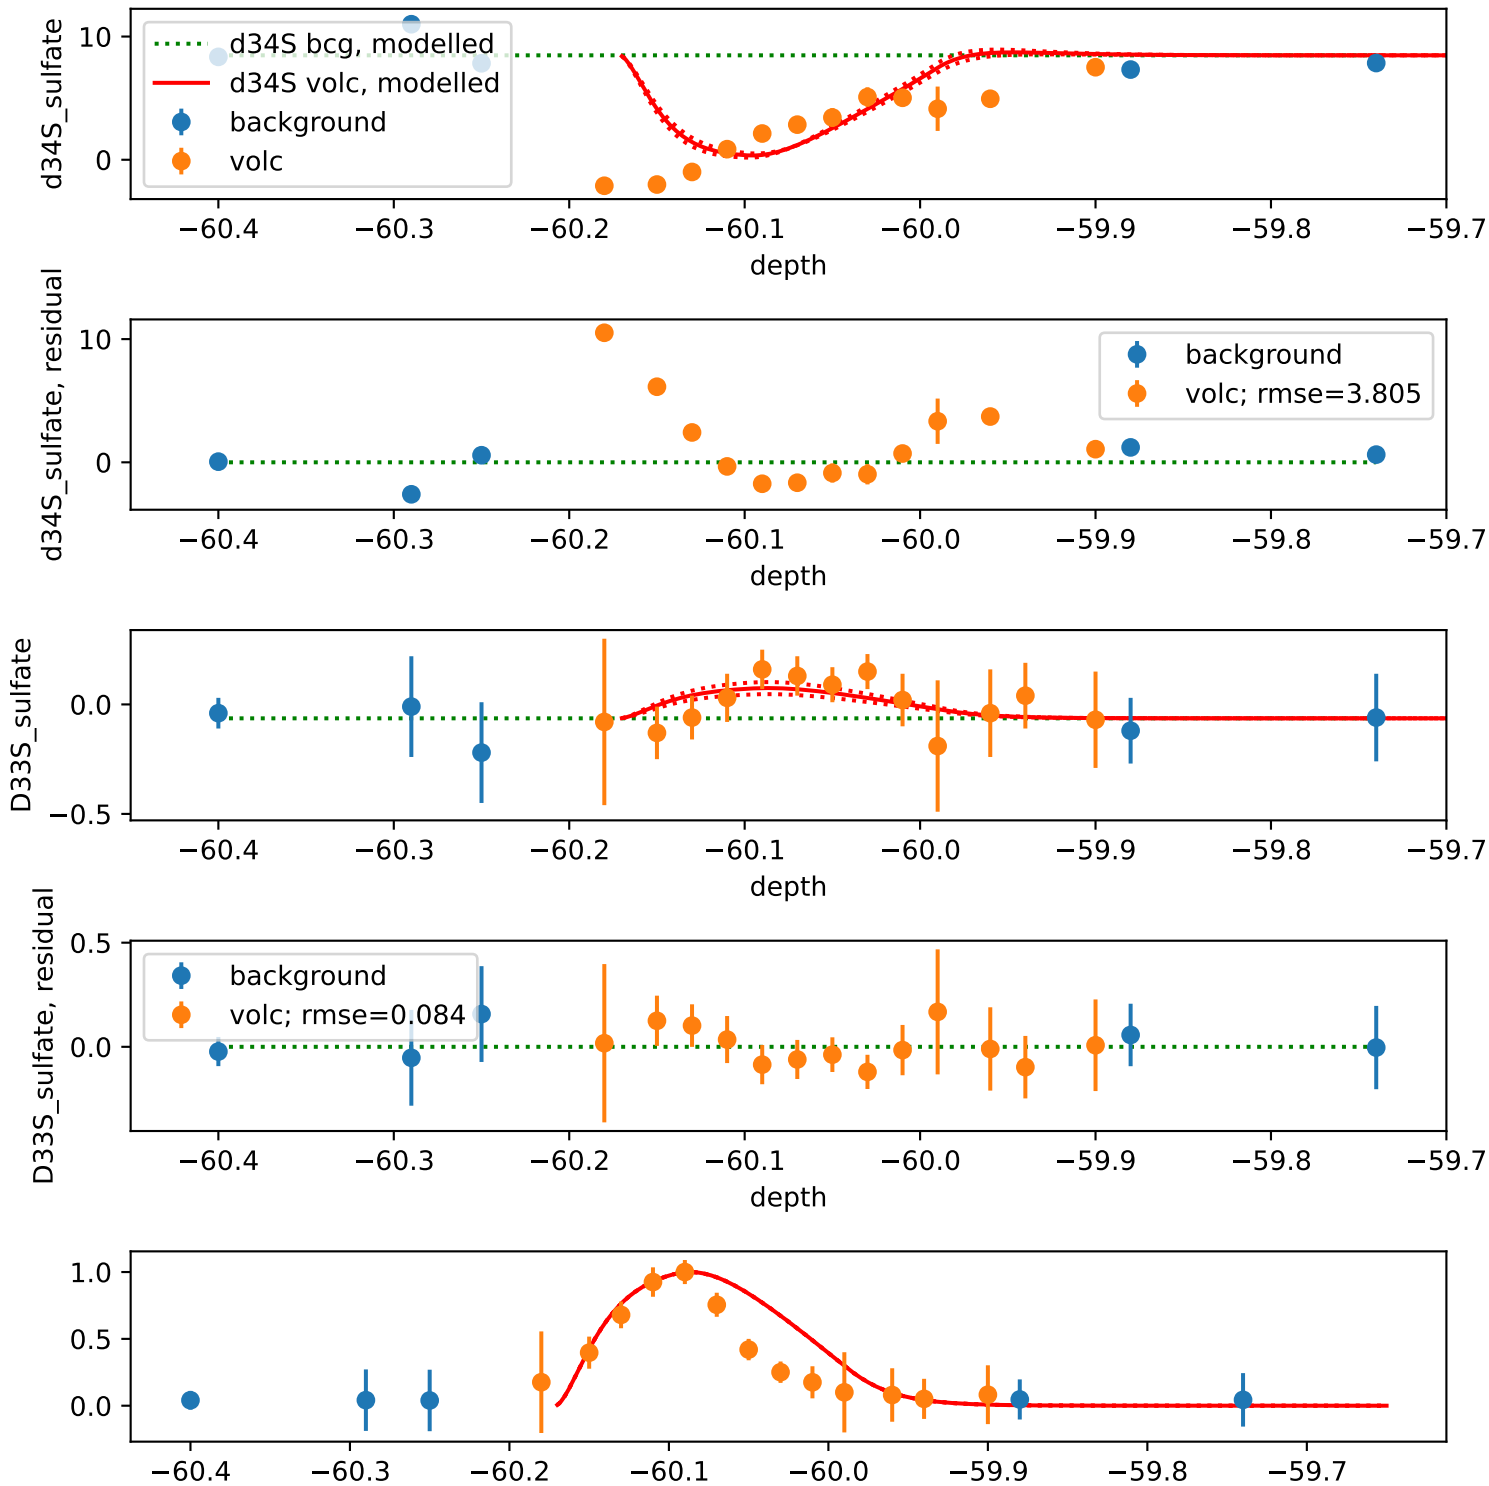 d34S_sulfate
10
0
d34S bcg, modelled
d34S volc, modelled
background
volc
−60.4 −60.3 −60.2 −60.1 −60.0 −59.9 −59.8 −59.7
depth
d34S_sulfate, residual
10
0
background
volc; rmse=3.805
−60.4 −60.3 −60.2 −60.1 −60.0 −59.9 −59.8 −59.7
depth
D33S_sulfate
0.0
−0.5
−60.4 −60.3 −60.2 −60.1 −60.0 −59.9 −59.8 −59.7
depth
D33S_sulfate, residual
0.5
0.0
background
volc; rmse=0.084
−60.4 −60.3 −60.2 −60.1 −60.0 −59.9 −59.8 −59.7
depth
1.0
0.5
0.0
−60.4 −60.3 −60.2 −60.1 −60.0 −59.9 −59.8 −59.7